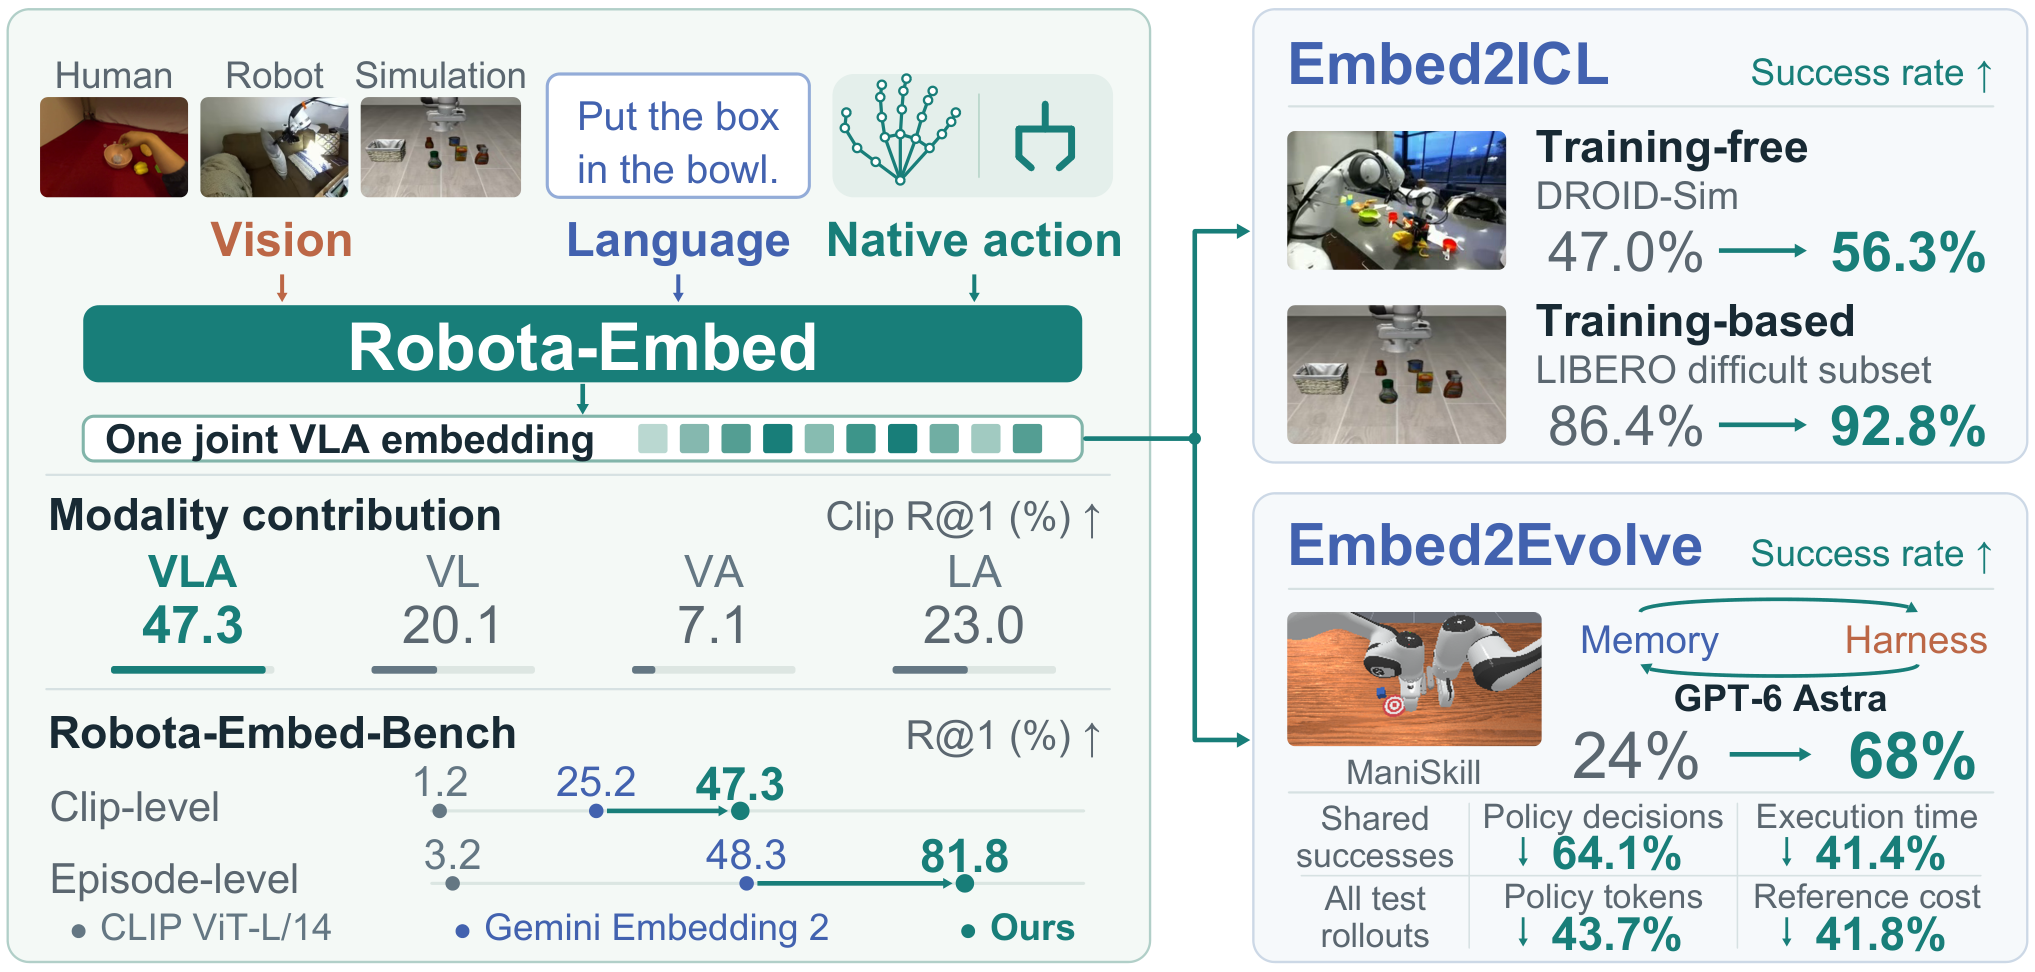 Human Robot Simulation
Put the box
in the bowl.
Vision Language Native action
Robota-Embed
One joint VLA embedding
Modality contribution Clip R@1 (%) ↑
VLA VL VA LA
47.3 20.1 7.1 23.0
Robota-Embed-Bench R@1 (%) ↑
1.2 25.2 47.3
Clip-level
3.2 48.3 81.8
Episode-level
• CLIP ViT-L/14 • Gemini Embedding 2 • Ours
Embed2ICL Success rate ↑
Training-free
DROID-Sim
47.0% → 56.3%
Training-based
LIBERO difficult subset
86.4% → 92.8%
Embed2Evolve Success rate ↑
Memory Harness
GPT-6 Astra
24% → 68%
ManiSkill
Shared
successes
Policy decisions
↓ 64.1%
Execution time
↓ 41.4%
All test
rollouts
Policy tokens
↓ 43.7%
Reference cost
↓ 41.8%